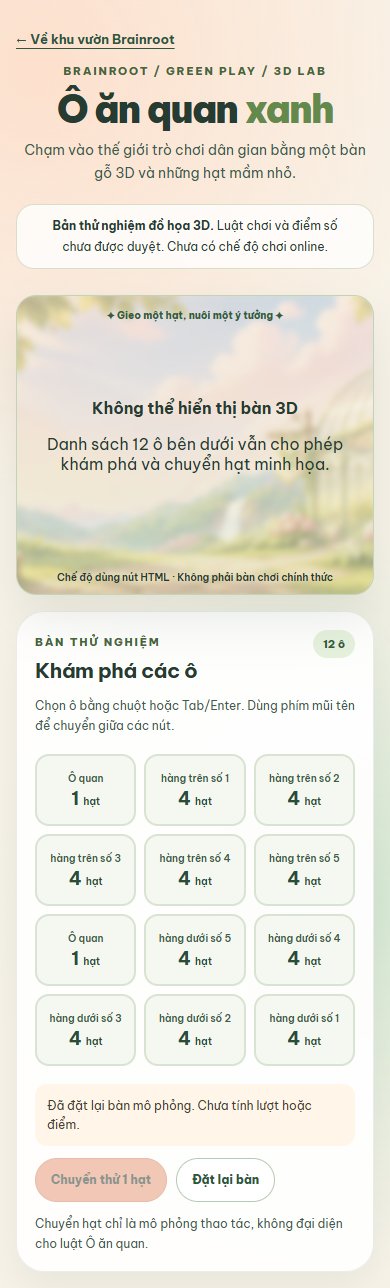 ← Về khu vườn Brainroot
BRAINROOT / GREEN PLAY / 3D LAB
Ô ăn quan xanh
Chạm vào thế giới trò chơi dân gian bằng một bàn
gỗ 3D và những hạt mầm nhỏ.
Bản thử nghiệm đồ họa 3D. Luật chơi và điểm số
chưa được duyệt. Chưa có chế độ chơi online.
✦ Gieo một hạt, nuôi một ý tưởng ✦
Không thể hiển thị bàn 3D
Danh sách 12 ô bên dưới vẫn cho phép
khám phá và chuyển hạt minh họa.
Chế độ dùng nút HTML · Không phải bàn chơi chính thức
BÀN THỬ NGHIỆM
12 ô
Khám phá các ô
Chọn ô bằng chuột hoặc Tab/Enter. Dùng phím mũi tên
để chuyển giữa các nút.
Ô quan
1 hạt
hàng trên số 1
4 hạt
hàng trên số 2
4 hạt
hàng trên số 3
4 hạt
hàng trên số 4
4 hạt
hàng trên số 5
4 hạt
Ô quan
1 hạt
hàng dưới số 5
4 hạt
hàng dưới số 4
4 hạt
hàng dưới số 3
4 hạt
hàng dưới số 2
4 hạt
hàng dưới số 1
4 hạt
Đã đặt lại bàn mô phỏng. Chưa tính lượt hoặc
điểm.
Chuyển thử 1 hạt
Đặt lại bàn
Chuyển hạt chỉ là mô phỏng thao tác, không đại diện
cho luật Ô ăn quan.